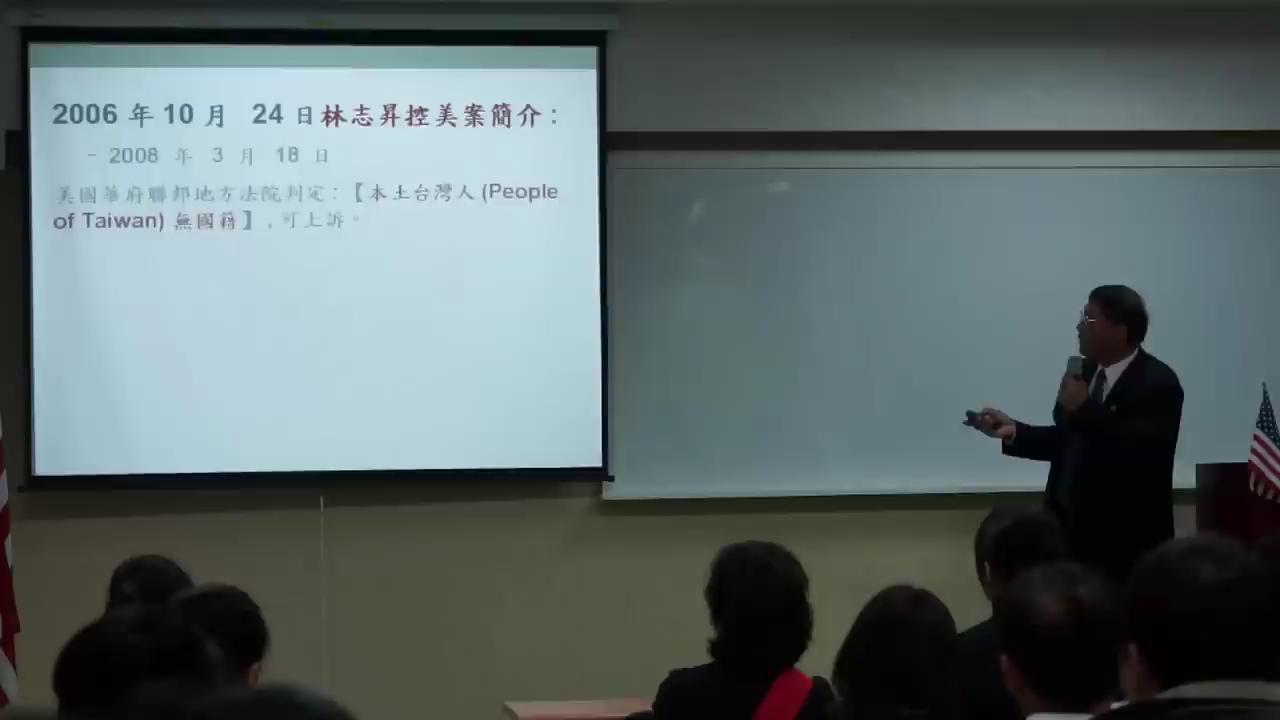 2006 年 10 月 24 日林志昇控美案簡介：
- 2008 年 3 月 18 日
美國華府聯邦地方法院判定：【本土台灣人 (People
of Taiwan) 無國籍】, 可上訴。